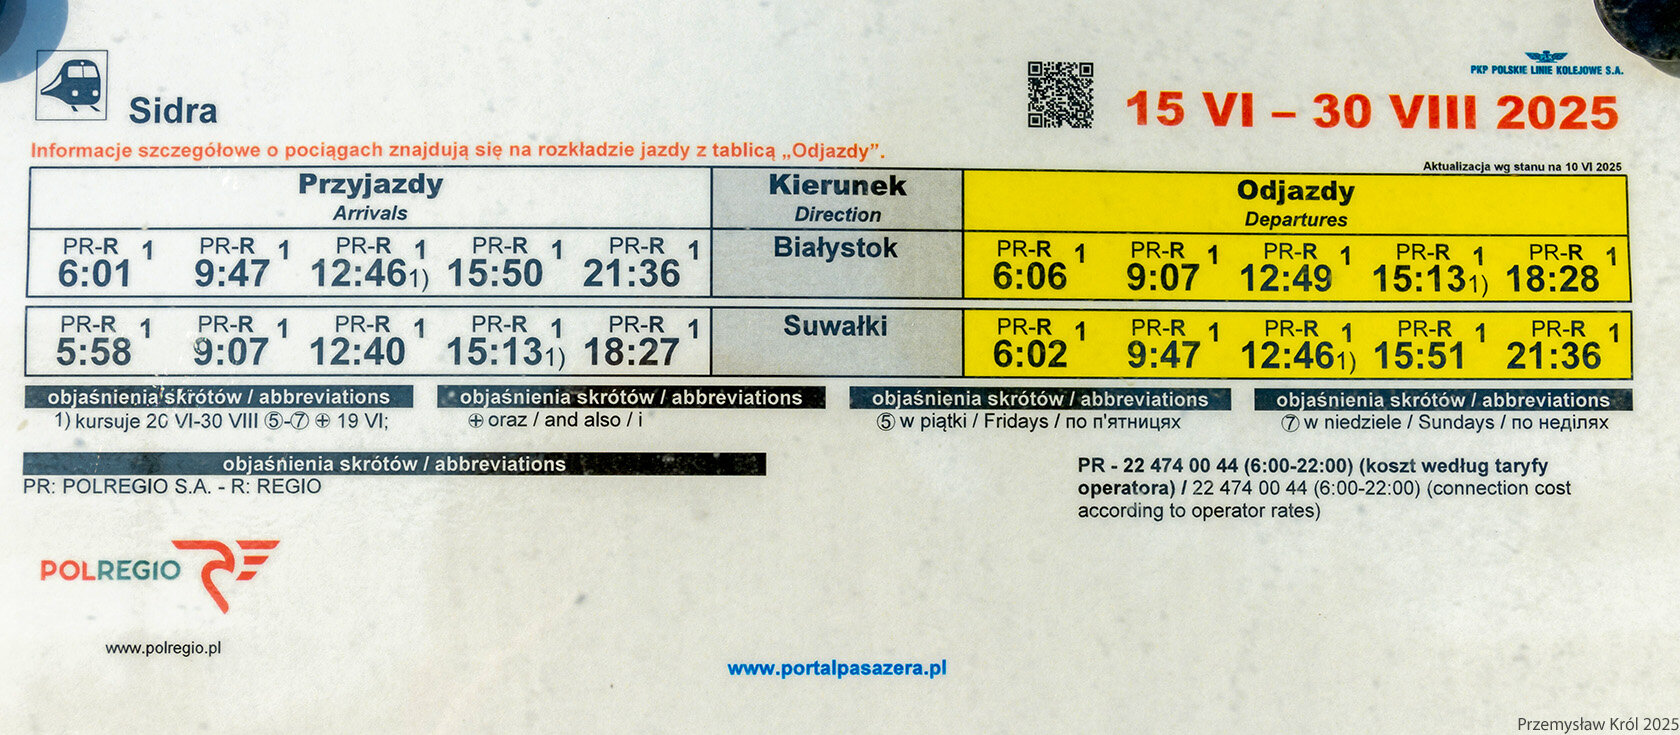 PKP POLSKIE LINIE KOLEJOWE S.A.
Sidra
15 VI – 30 VIII 2025
Informacje szczegółowe o pociągach znajdują się na rozkładzie jazdy z tablicą „Odjazdy”.
Aktualizacja wg stanu na 10 VI 2025
Przyjazdy Kierunek Odjazdy
Arrivals Direction Departures
PR-R 1 PR-R 1 PR-R 1 PR-R 1 PR-R 1 Białystok PR-R 1 PR-R 1 PR-R 1 PR-R 1 PR-R 1
6:01 9:47 12:461) 15:50 21:36 6:06 9:07 12:49 15:131) 18:28
PR-R 1 PR-R 1 PR-R 1 PR-R 1 PR-R 1 Suwałki PR-R 1 PR-R 1 PR-R 1 PR-R 1 PR-R 1
5:58 9:07 12:40 15:131) 18:27 6:02 9:47 12:461) 15:51 21:36
objaśnienia skrótów / abbreviations objaśnienia skrótów / abbreviations objaśnienia skrótów / abbreviations objaśnienia skrótów / abbreviations
1) kursuje 20 VI-30 VIII ⑤-⑦ ⊕ 19 VI; ⊕ oraz / and also / i ⑤ w piątki / Fridays / по п'ятницях ⑦ w niedziele / Sundays / по неділях
objaśnienia skrótów / abbreviations
PR: POLREGIO S.A. - R: REGIO
PR - 22 474 00 44 (6:00-22:00) (koszt według taryfy
operatora) / 22 474 00 44 (6:00-22:00) (connection cost
according to operator rates)
POLREGIO
www.polregio.pl
www.portalpasazera.pl
Przemysław Król 2025